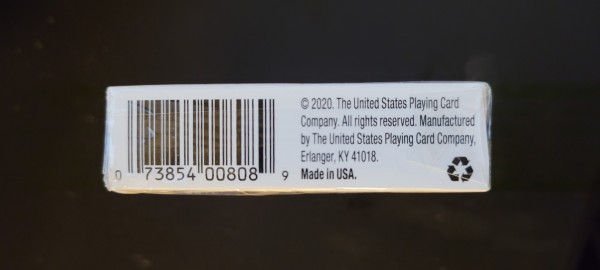 0 73854 00808 9
© 2020. The United States Playing Card
Company. All rights reserved. Manufactured
by The United States Playing Card Company,
Erlanger, KY 41018.
Made in USA.